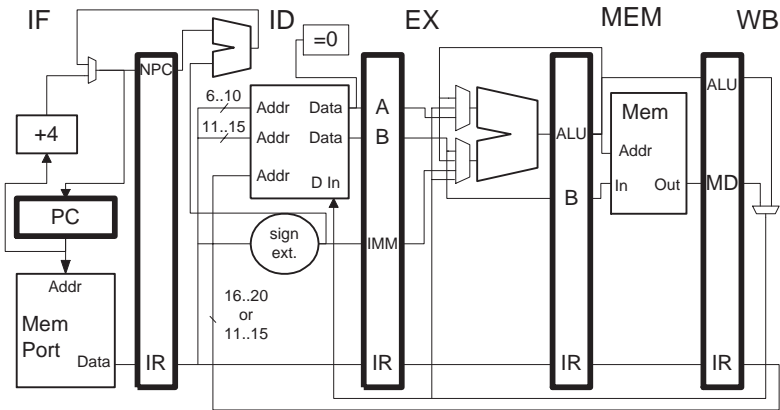 IF
ID
EX
MEM
WB
=0
NPC
+4
PC
Addr
Mem
Port
Data
IR
6..10
11..15
Addr
Data
Addr
Data
Addr
D In
sign
ext.
16..20
or
11..15
A
B
IMM
IR
ALU
B
IR
Mem
Addr
In
Out
ALU
MD
IR